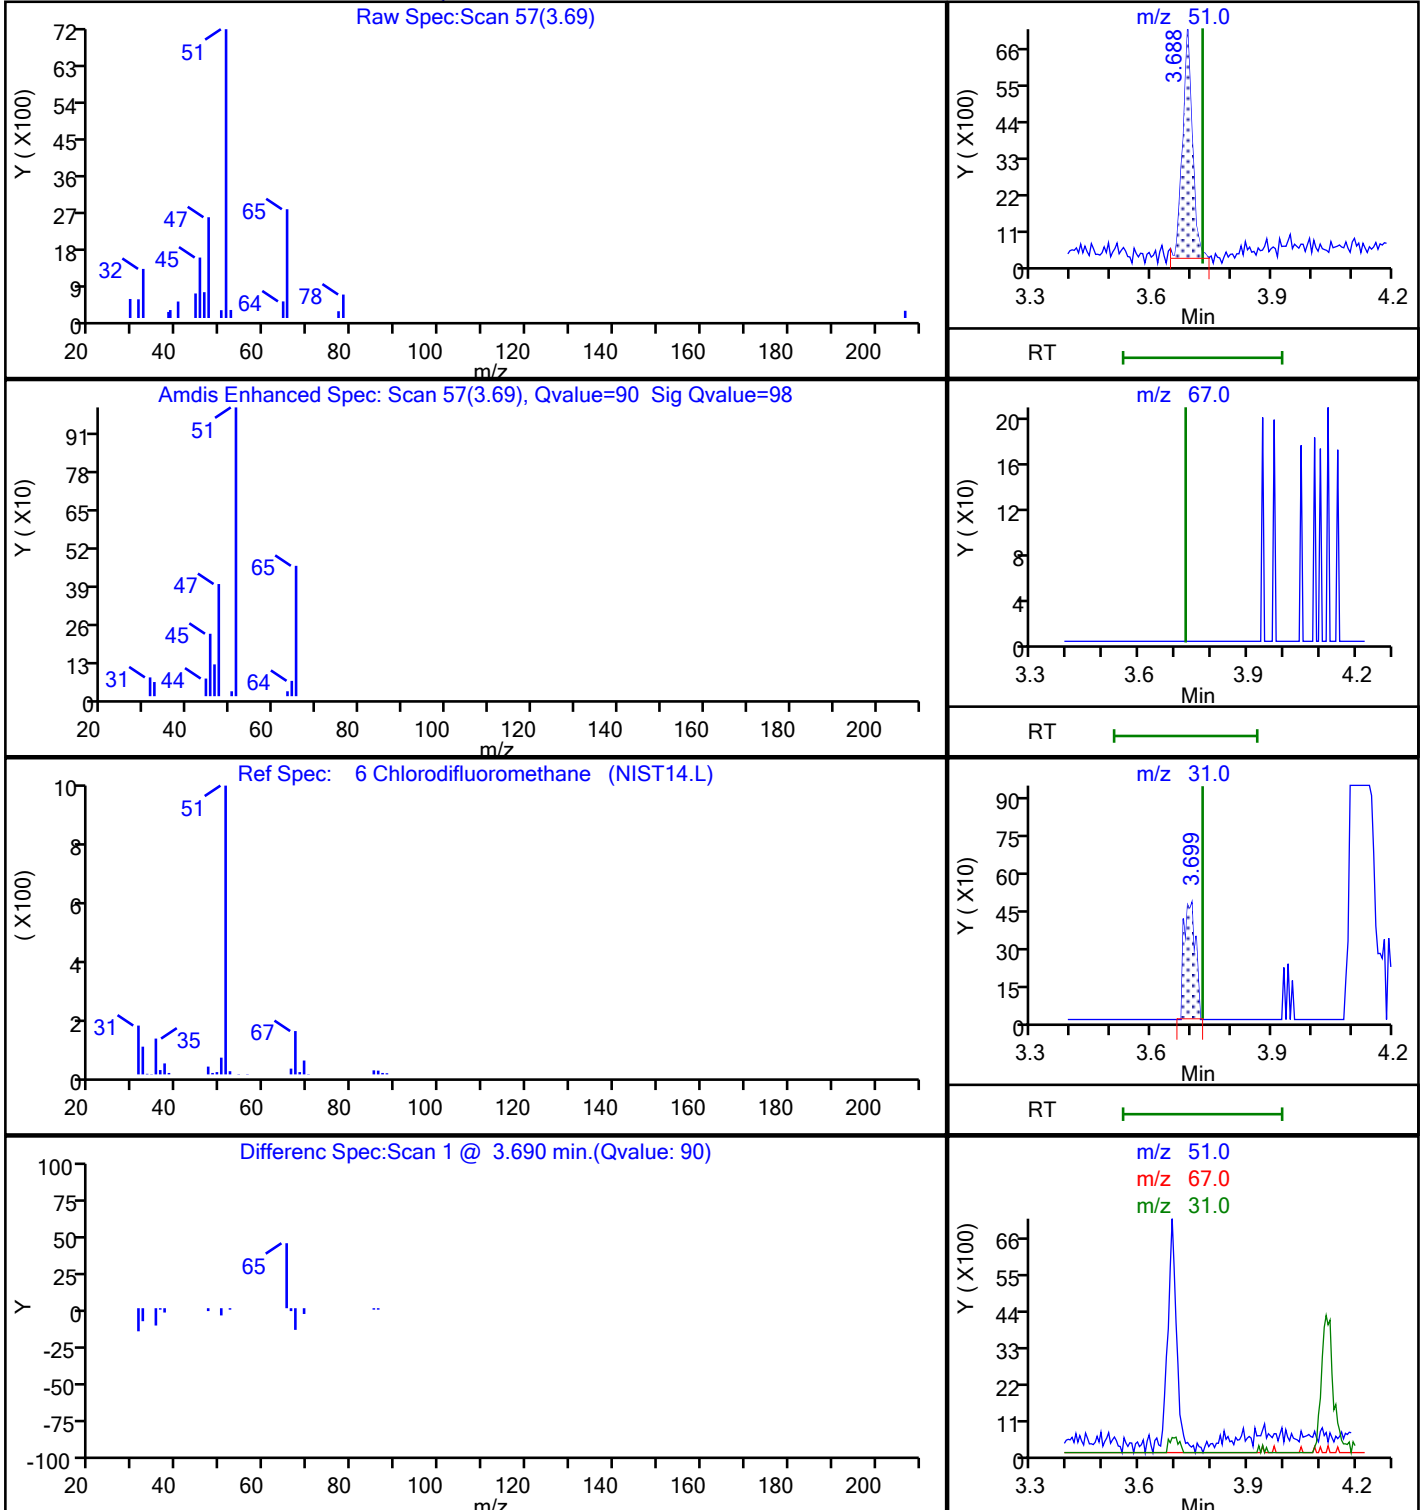 Raw Spec:Scan 57(3.69)
Y ( X100)
72
63
54
45
36
27
18
9
0
51
47
65
45
32
64
78
20 40 60 80 100 120 140 160 180 200
m/z
m/z 51.0
Y ( X100)
66
55
44
33
22
11
0
3.688
3.3 3.6 3.9 4.2
Min
RT
Amdis Enhanced Spec: Scan 57(3.69), Qvalue=90 Sig Qvalue=98
Y ( X10)
91
78
65
52
39
26
13
0
51
65
47
45
31
44
64
20 40 60 80 100 120 140 160 180 200
m/z
m/z 67.0
Y ( X10)
20
16
12
8
4
0
3.3 3.6 3.9 4.2
Min
RT
Ref Spec: 6 Chlorodifluoromethane (NIST14.L)
( X100)
10
8
6
4
2
0
51
31
35
67
20 40 60 80 100 120 140 160 180 200
m/z 31.0
Y ( X10)
90
75
60
45
30
15
0
3.699
3.3 3.6 3.9 4.2
Min
RT
Differenc Spec:Scan 1 @ 3.690 min.(Qvalue: 90)
Y
100
75
50
25
0
-25
-50
-75
-100
65
20 40 60 80 100 120 140 160 180 200
m/z
m/z 51.0
m/z 67.0
m/z 31.0
Y ( X100)
66
55
44
33
22
11
0
3.3 3.6 3.9 4.2
Min